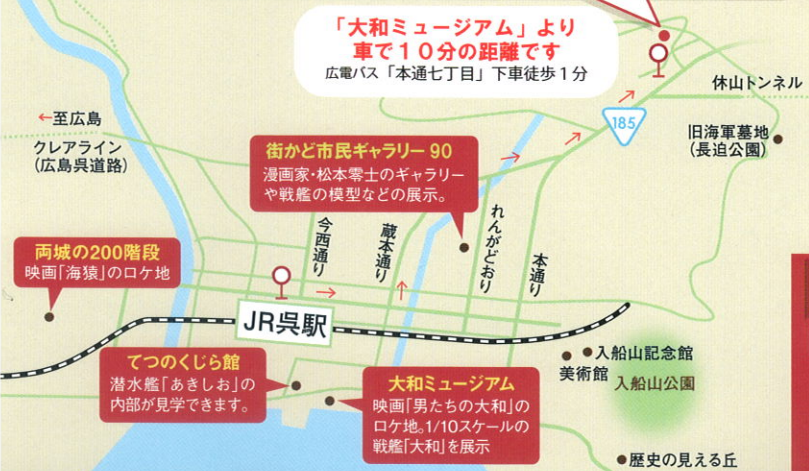 「大和ミュージアム」より
車で１０分の距離です
広電バス「本通七丁目」下車徒歩１分
休山トンネル
185
←至広島
クレアライン
(広島呉道路)
旧海軍墓地
(長迫公園)
街かど市民ギャラリー 90
漫画家・松本零士のギャラリー
や戦艦の模型などの展示。
今西通り
蔵本通り
れんがどおり
本通り
両城の200階段
映画「海猿」のロケ地
JR呉駅
てつのくじら館
潜水艦「あきしお」の
内部が見学できます。
大和ミュージアム
映画「男たちの大和」の
ロケ地。1/10スケールの
戦艦「大和」を展示
入船山記念館
美術館
入船山公園
歴史の見える丘